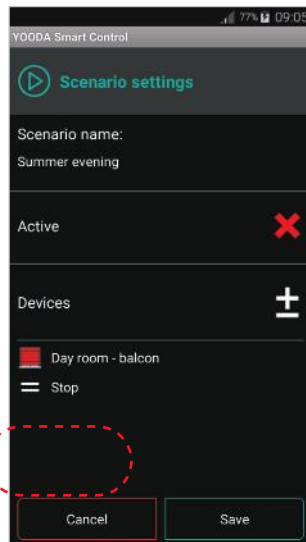 77% 09:05
YOODA Smart Control
Scenario settings
Scenario name:
Summer evening
Active
Devices
Day room - balcon
Stop
Cancel Save